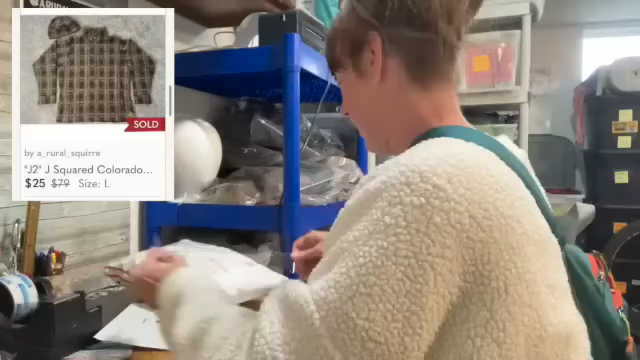 SOLD
by a_rural_squirre
"J2" J Squared Colorado...
$25 $79 Size: L